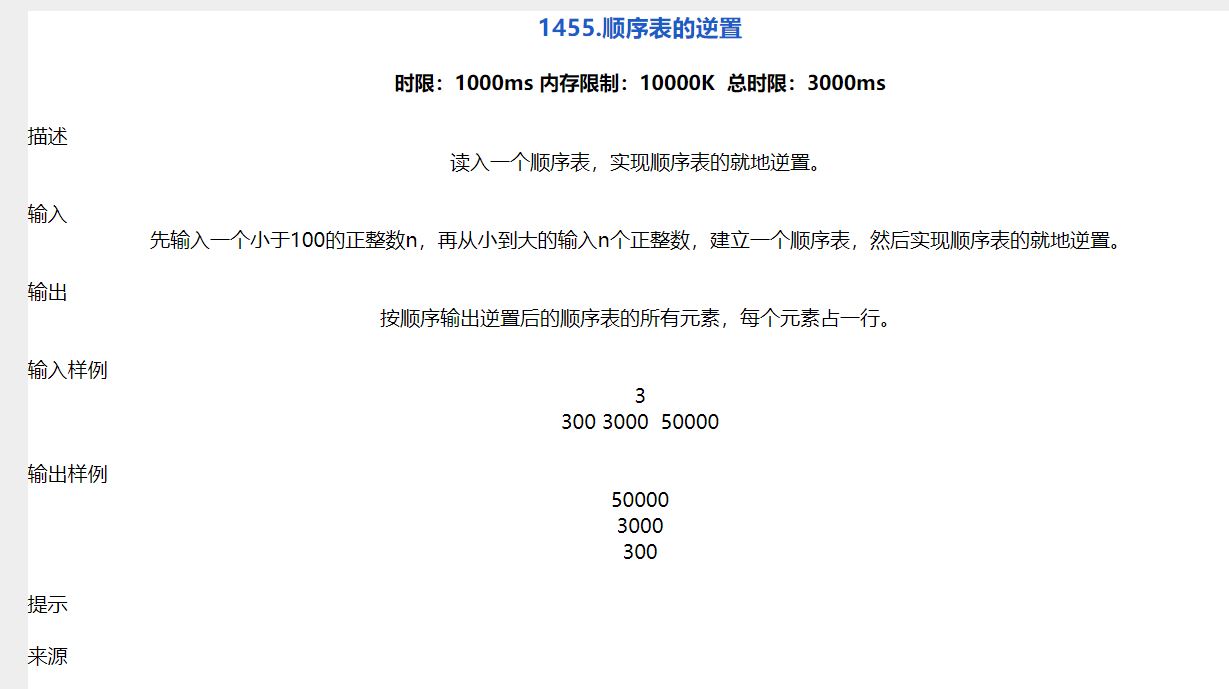 1455.顺序表的逆置
时限：1000ms 内存限制：10000K  总时限：3000ms
描述
读入一个顺序表，实现顺序表的就地逆置。
输入
先输入一个小于100的正整数n，再从小到大的输入n个正整数，建立一个顺序表，然后实现顺序表的就地逆置。
输出
按顺序输出逆置后的顺序表的所有元素，每个元素占一行。
输入样例
3
300 3000  50000
输出样例
50000
3000
300
提示
来源